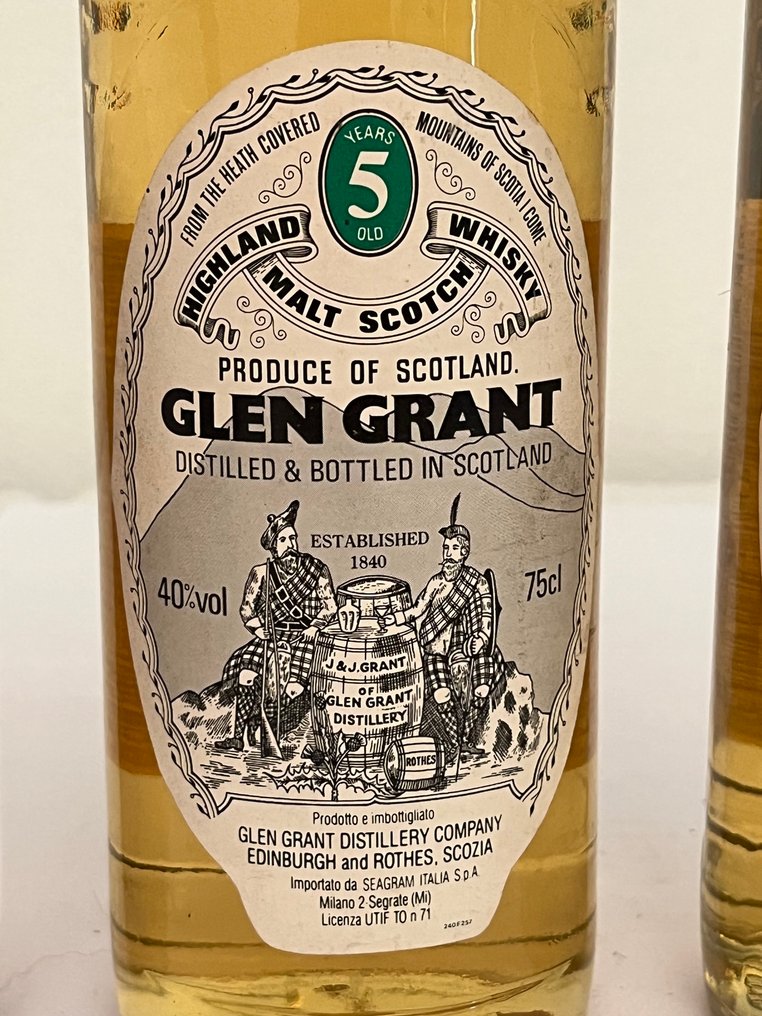 FROM THE HEATH COVERED MOUNTAINS OF SCOTIA I COME
YEARS
5
OLD
HIGHLAND
MALT SCOTCH
WHISKY
PRODUCE OF SCOTLAND.
GLEN GRANT
DISTILLED & BOTTLED IN SCOTLAND
ESTABLISHED
1840
40%vol
75cl
J & J. GRANT
OF
GLEN GRANT
DISTILLERY
ROTHES
Prodotto e imbottigliato
GLEN GRANT DISTILLERY COMPANY
EDINBURGH and ROTHES, SCOZIA
Importato da SEAGRAM ITALIA S.p.A.
Milano 2-Segrate (Mi)
Licenza UTIF TO n 71
240F257